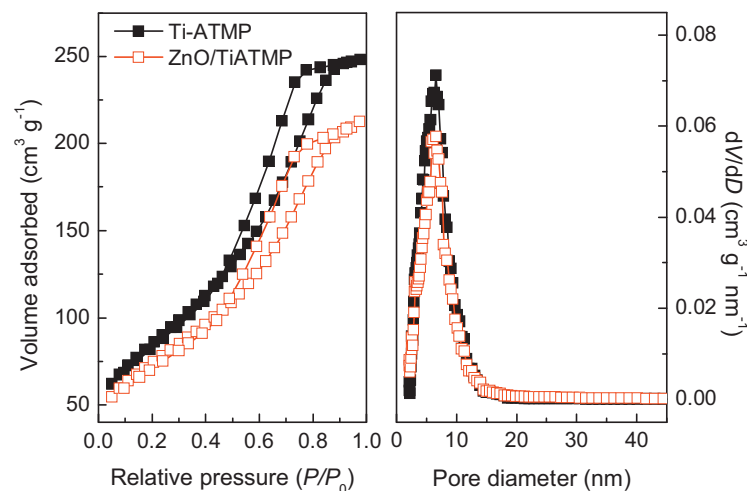 Ti-ATMP
ZnO/TiATMP
Volume adsorbed (cm³ g⁻¹)
250
200
150
100
50
0.0 0.2 0.4 0.6 0.8 1.0
Relative pressure (P/P₀)
0.08
0.06
0.04
0.02
0.00
dV/dD (cm³ g⁻¹ nm⁻¹)
0 10 20 30 40
Pore diameter (nm)